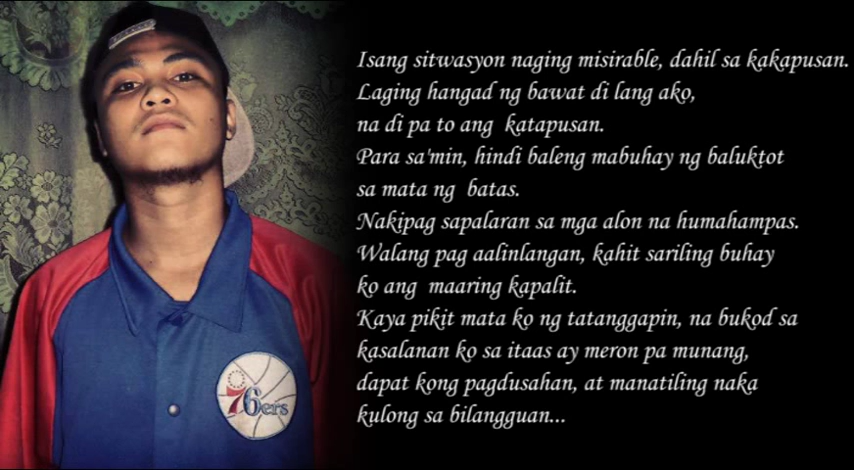 Isang sitwasyon naging misirable, dahil sa kakapusan.
Laging hangad ng bawat di lang ako,
na di pa to ang katapusan.
Para sa'min, hindi baleng mabuhay ng baluktot
sa mata ng batas.
Nakipag sapalaran sa mga alon na humahampas.
Walang pag aalinlangan, kahit sariling buhay
ko ang maaring kapalit.
Kaya pikit mata ko ng tatanggapin, na bukod sa
kasalanan ko sa itaas ay meron pa munang,
dapat kong pagdusahan, at manatiling naka
kulong sa bilangguan...
76ers